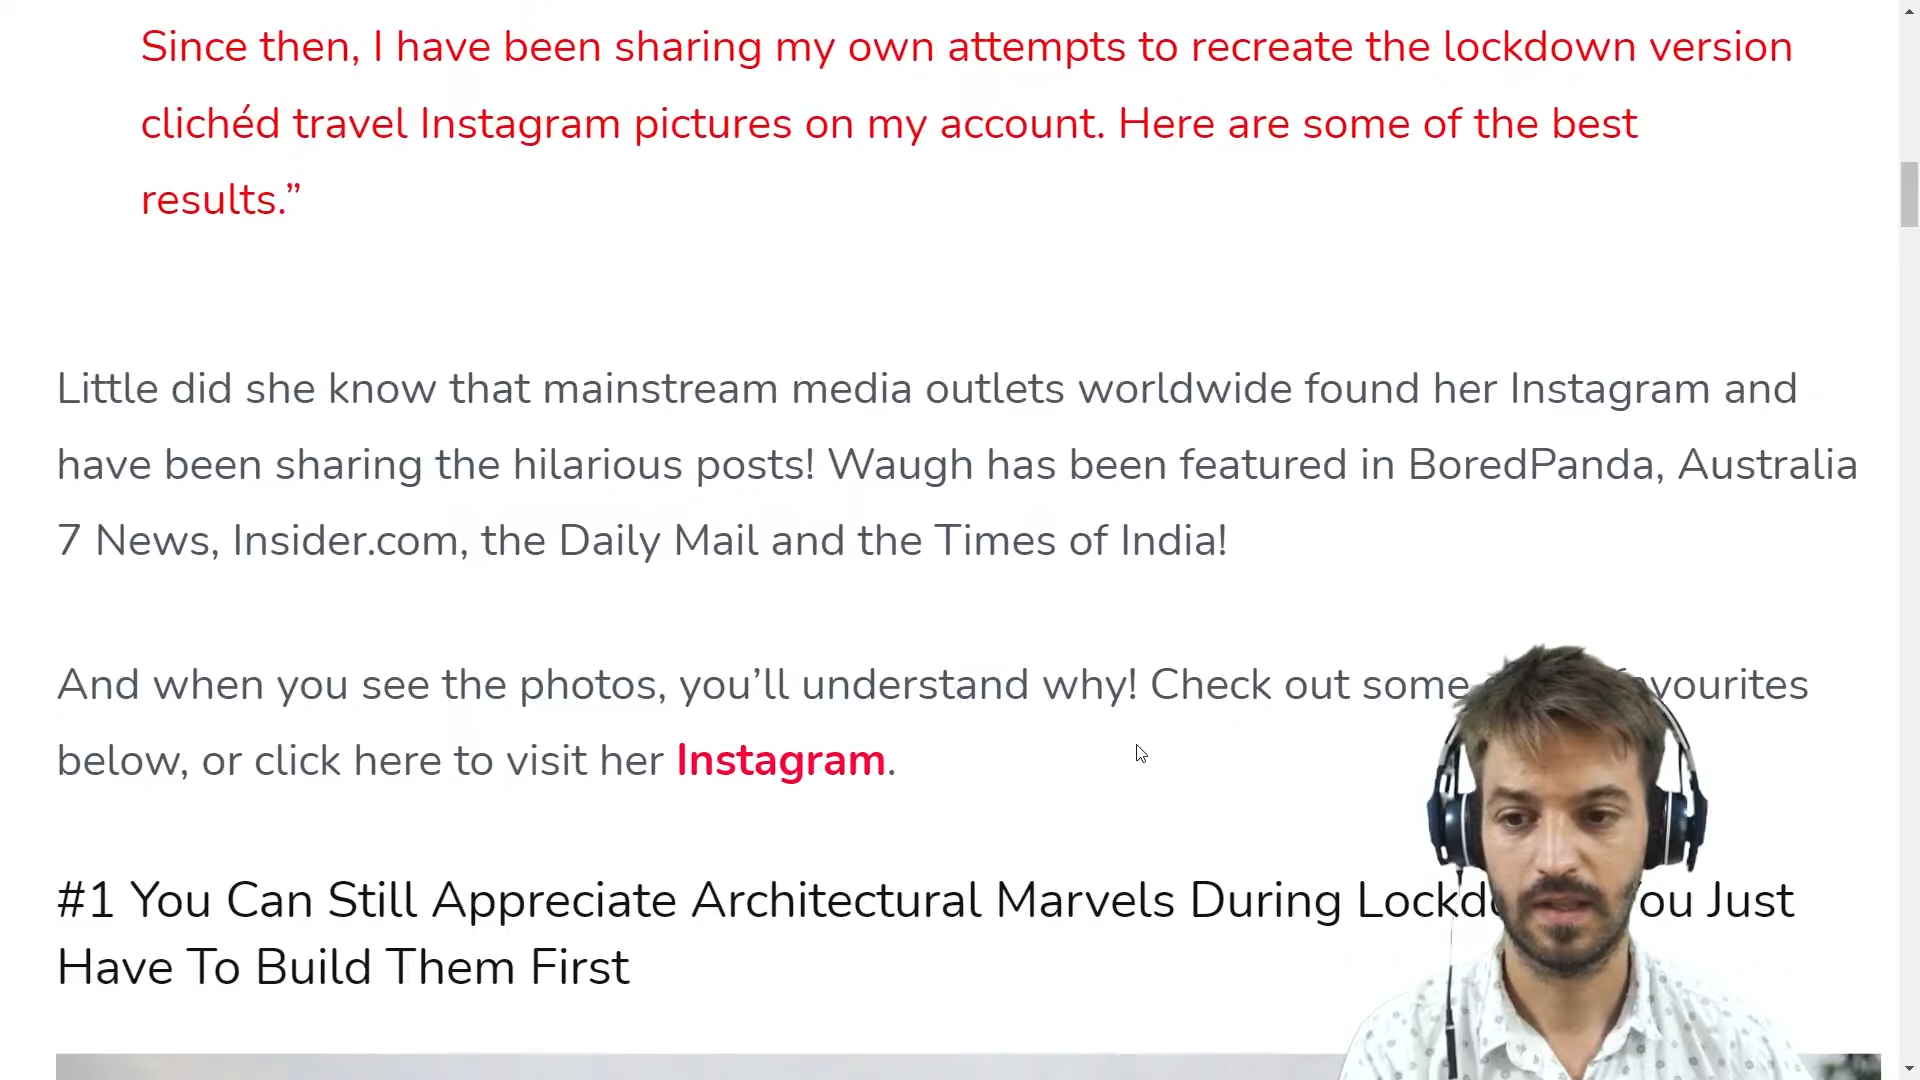 Since then, I have been sharing my own attempts to recreate the lockdown version
clichéd travel Instagram pictures on my account. Here are some of the best
results.”
Little did she know that mainstream media outlets worldwide found her Instagram and
have been sharing the hilarious posts! Waugh has been featured in BoredPanda, Australia
7 News, Insider.com, the Daily Mail and the Times of India!
And when you see the photos, you’ll understand why! Check out some
below, or click here to visit her Instagram.
#1 You Can Still Appreciate Architectural Marvels During Just
Have To Build Them First